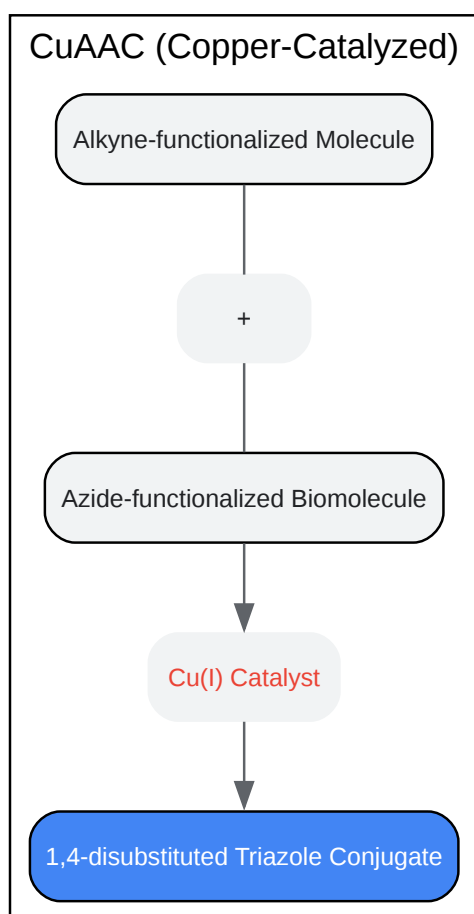 CuAAC (Copper-Catalyzed)
Alkyne-functionalized Molecule
+
Azide-functionalized Biomolecule
Cu(I) Catalyst
1,4-disubstituted Triazole Conjugate